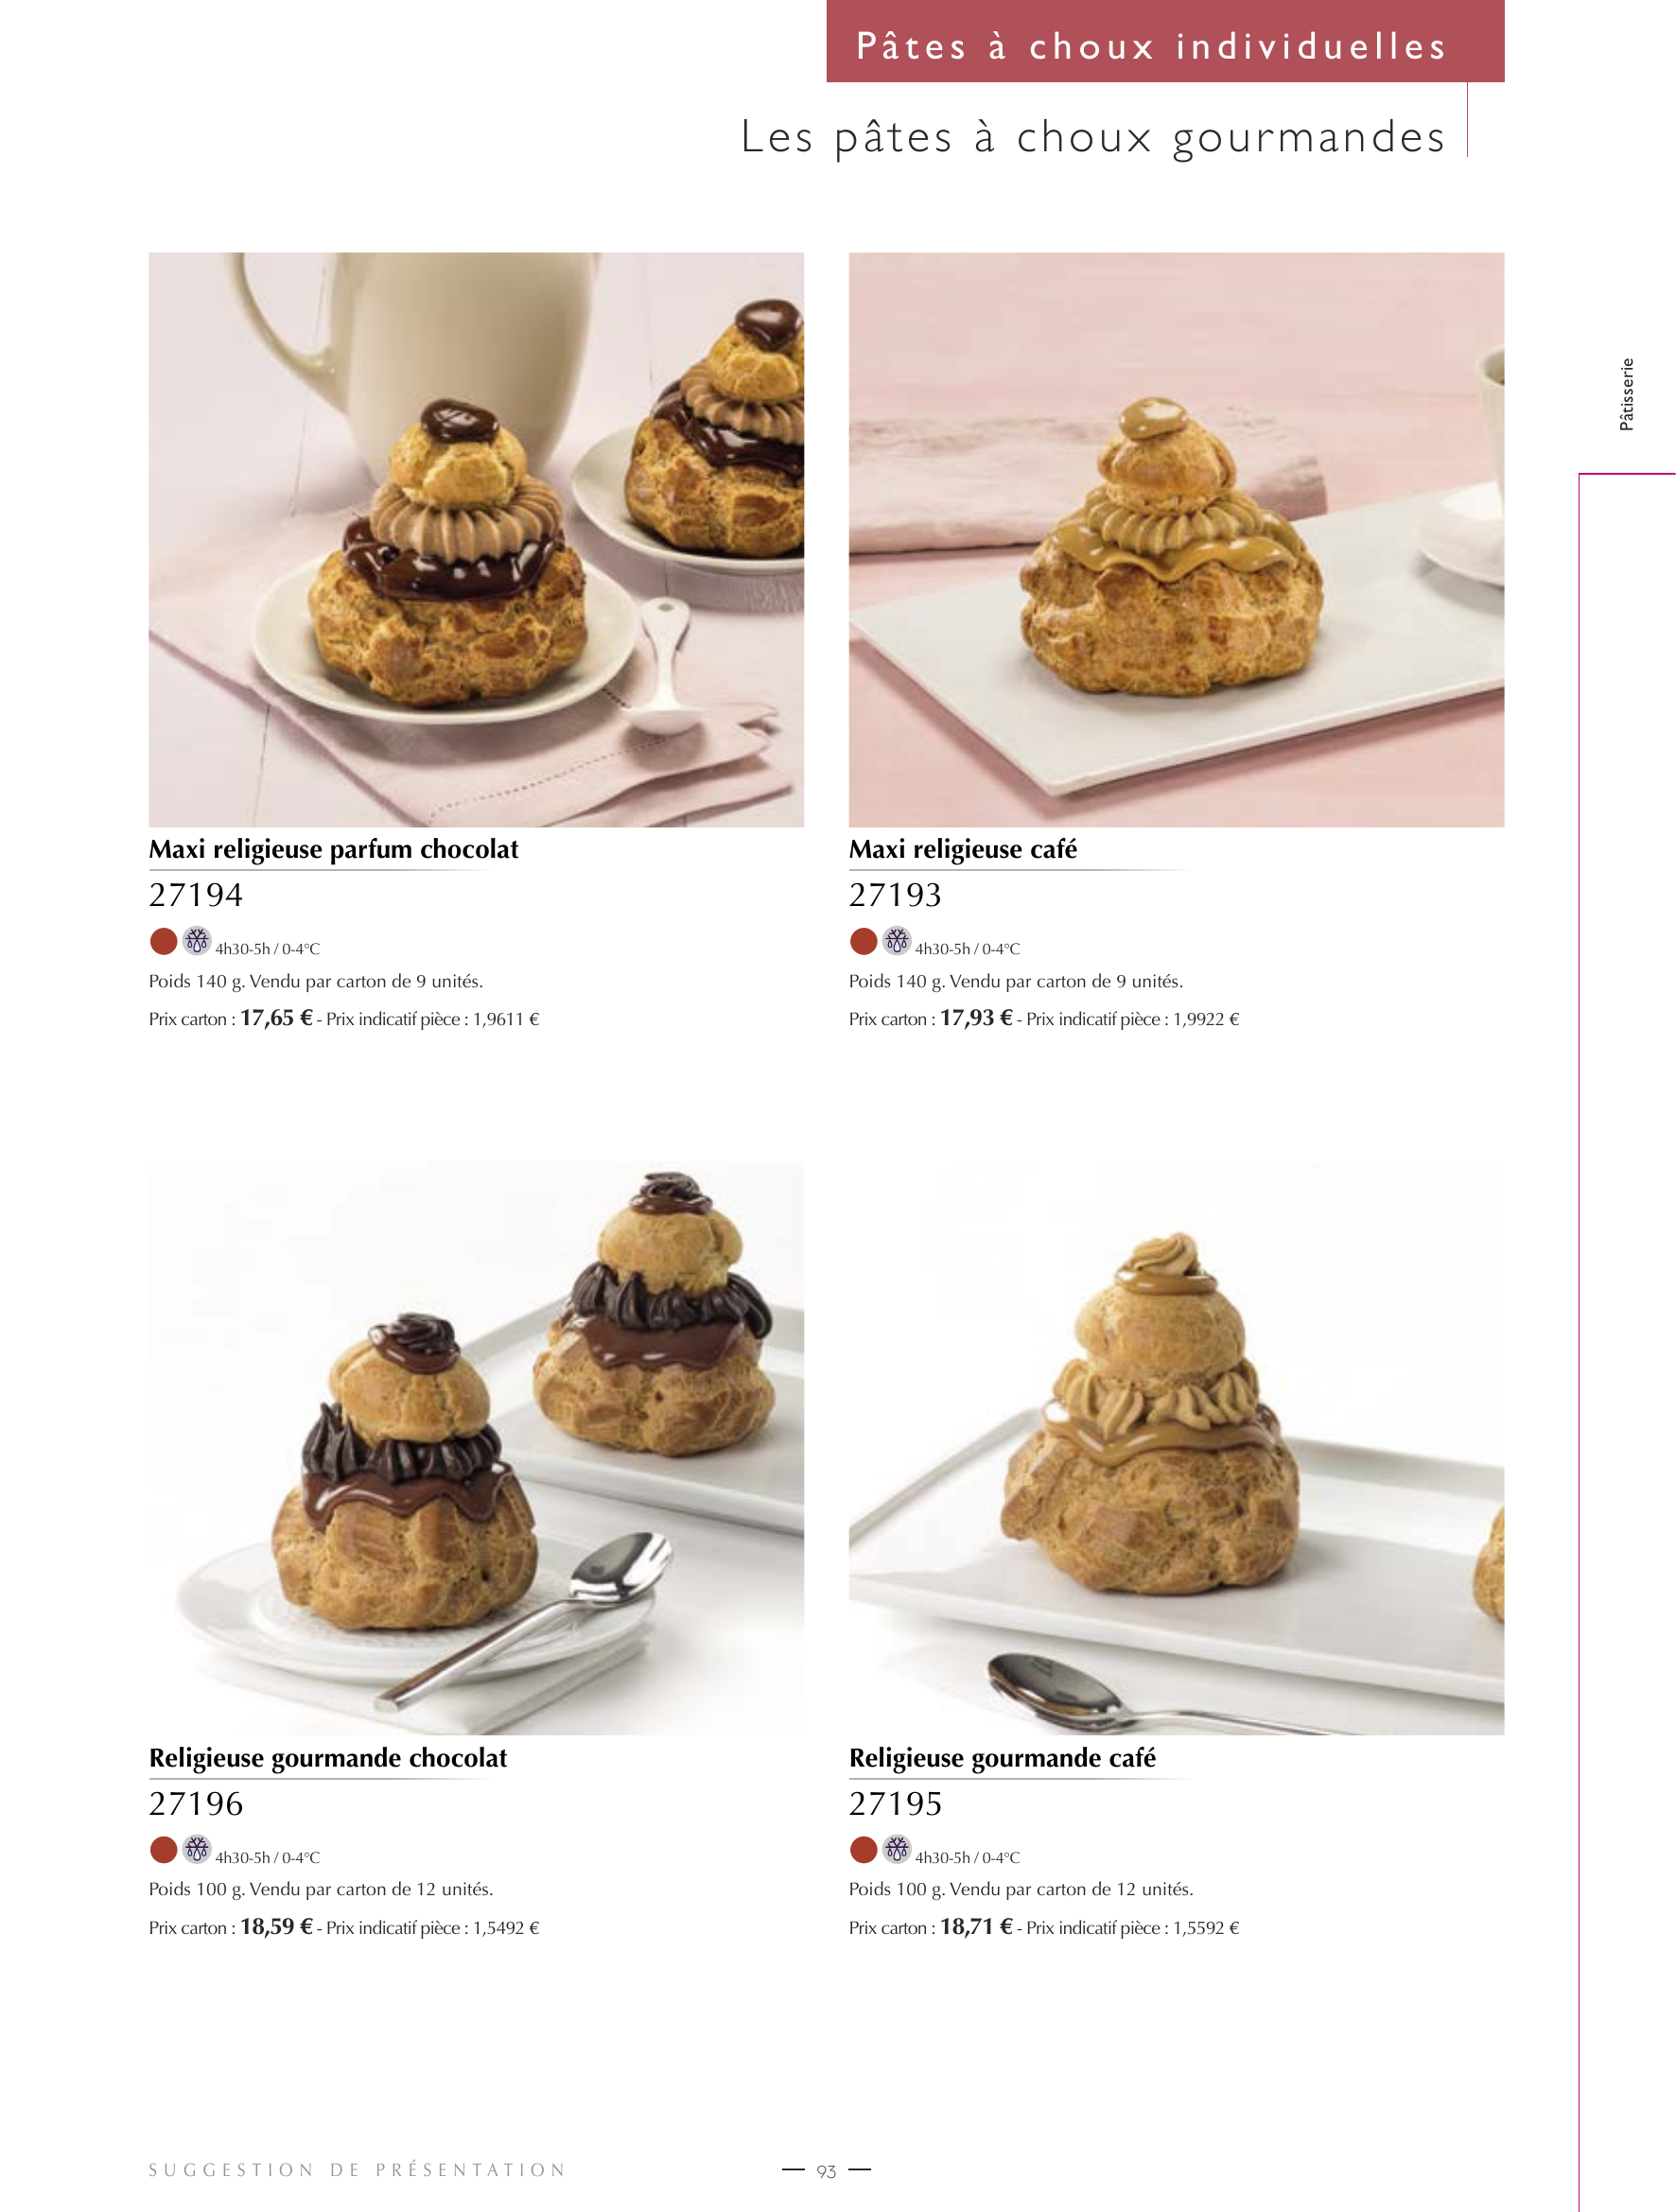 Pâtes à choux individuelles
Les pâtes à choux gourmandes
Pâtisserie
Maxi religieuse parfum chocolat
27194
4h30-5h / 0-4°C
Poids 140 g. Vendu par carton de 9 unités.
Prix carton : 17,65 € - Prix indicatif pièce : 1,9611 €
Maxi religieuse café
27193
4h30-5h / 0-4°C
Poids 140 g. Vendu par carton de 9 unités.
Prix carton : 17,93 € - Prix indicatif pièce : 1,9922 €
Religieuse gourmande chocolat
27196
4h30-5h / 0-4°C
Poids 100 g. Vendu par carton de 12 unités.
Prix carton : 18,59 € - Prix indicatif pièce : 1,5492 €
Religieuse gourmande café
27195
4h30-5h / 0-4°C
Poids 100 g. Vendu par carton de 12 unités.
Prix carton : 18,71 € - Prix indicatif pièce : 1,5592 €
SUGGESTION DE PRÉSENTATION
— 93 —